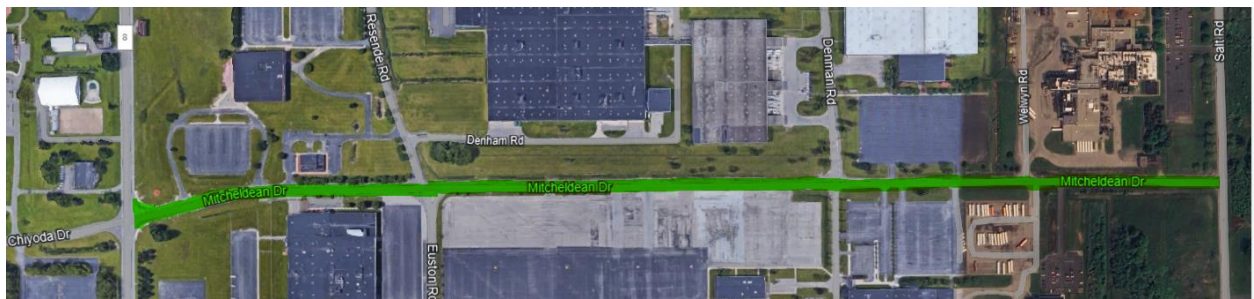 8
Resende Rd
Denham Rd
Denman Rd
Welwyn Rd
Salt Rd
Mitcheldean Dr
Mitcheldean Dr
Mitcheldean Dr
Chiyoda Dr
Euston Rd